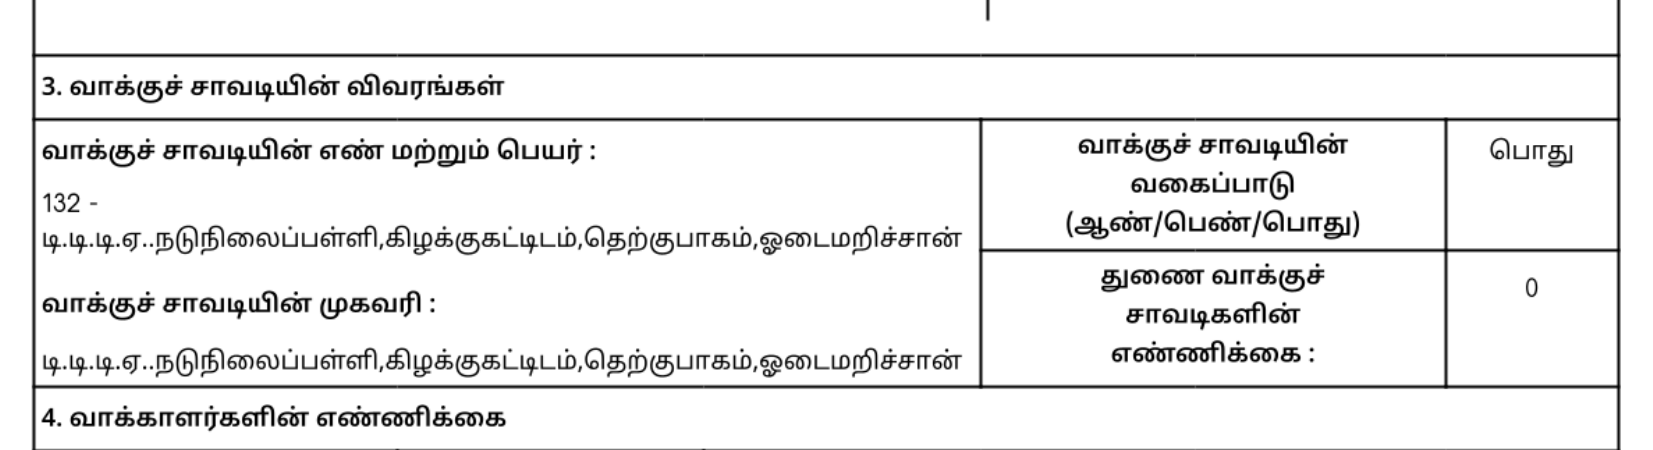 3. வாக்குச் சாவடியின் விவரங்கள்
வாக்குச் சாவடியின் எண் மற்றும் பெயர் :
132 -
டி.டி.டி.ஏ..நடுநிலைப்பள்ளி,கிழக்குகட்டிடம்,தெற்குபாகம்,ஓடைமறிச்சான்
வாக்குச் சாவடியின் முகவரி :
டி.டி.டி.ஏ..நடுநிலைப்பள்ளி,கிழக்குகட்டிடம்,தெற்குபாகம்,ஓடைமறிச்சான்
வாக்குச் சாவடியின்
வகைப்பாடு
(ஆண்/பெண்/பொது)
பொது
துணை வாக்குச்
சாவடிகளின்
எண்ணிக்கை :
0
4. வாக்காளர்களின் எண்ணிக்கை